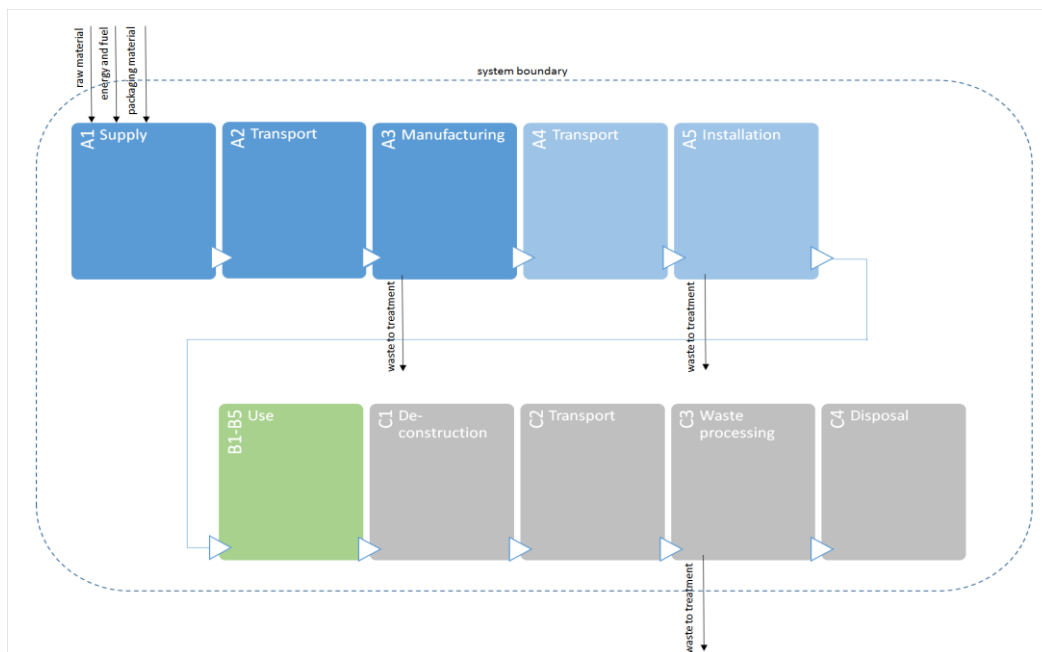 raw material
energy and fuel
packaging material
system boundary
A1 Supply
A2 Transport
A3 Manufacturing
A4 Transport
A5 Installation
waste to treatment
waste to treatment
B1-B5 Use
C1 De-
construction
C2 Transport
C3 Waste
processing
C4 Disposal
waste to treatment